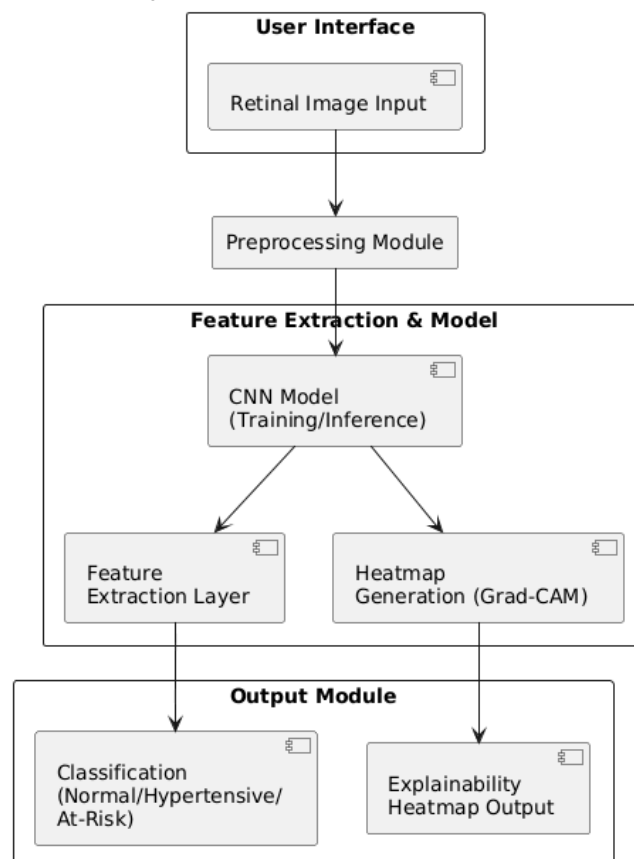 User Interface
Retinal Image Input
Preprocessing Module
Feature Extraction & Model
CNN Model
(Training/Inference)
Feature
Extraction Layer
Heatmap
Generation (Grad-CAM)
Output Module
Classification
(Normal/Hypertensive/
At-Risk)
Explainability
Heatmap Output